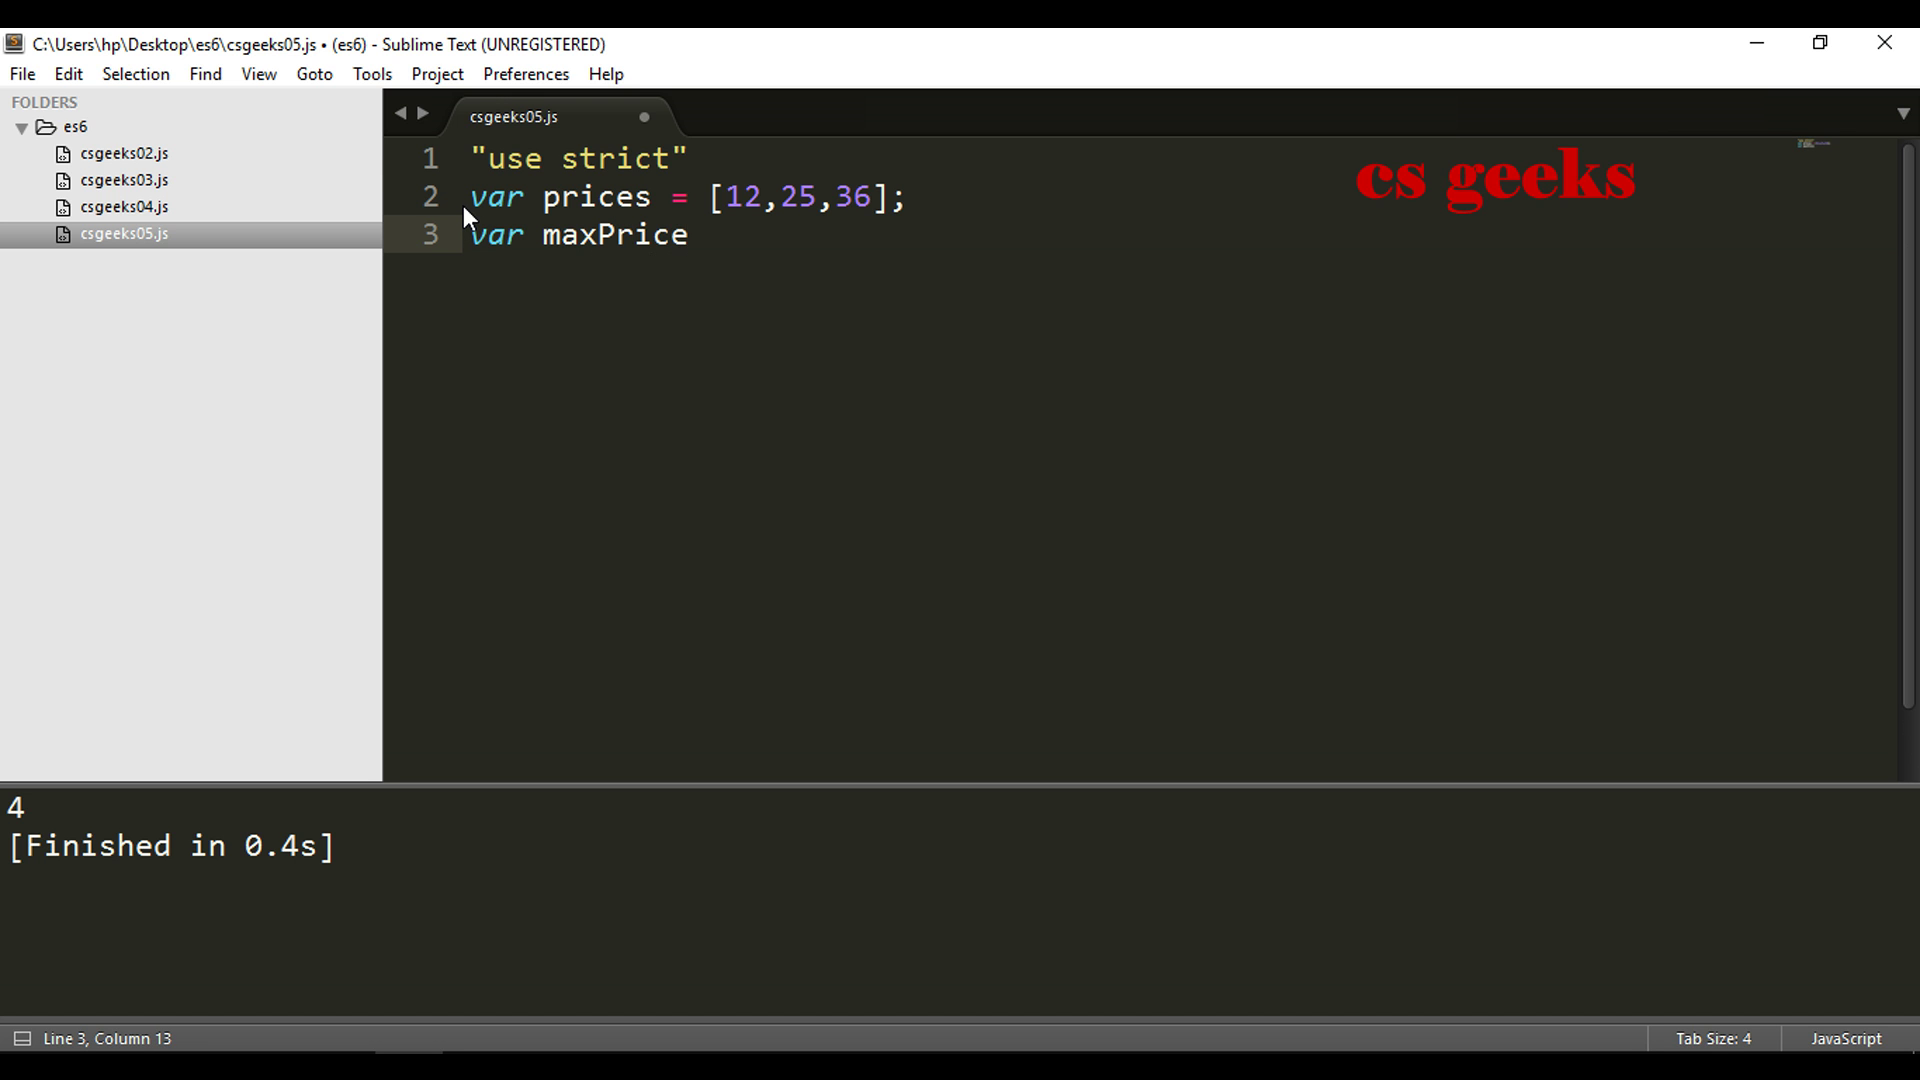 C:\Users\hp\Desktop\es6\csgeeks05.js • (es6) - Sublime Text (UNREGISTERED)
File Edit Selection Find View Goto Tools Project Preferences Help
FOLDERS
es6
csgeeks02.js
csgeeks03.js
csgeeks04.js
csgeeks05.js
csgeeks05.js
1 "use strict"
2 var prices = [12,25,36];
3 var maxPrice
cs geeks
4
[Finished in 0.4s]
Line 3, Column 13
Tab Size: 4
JavaScript